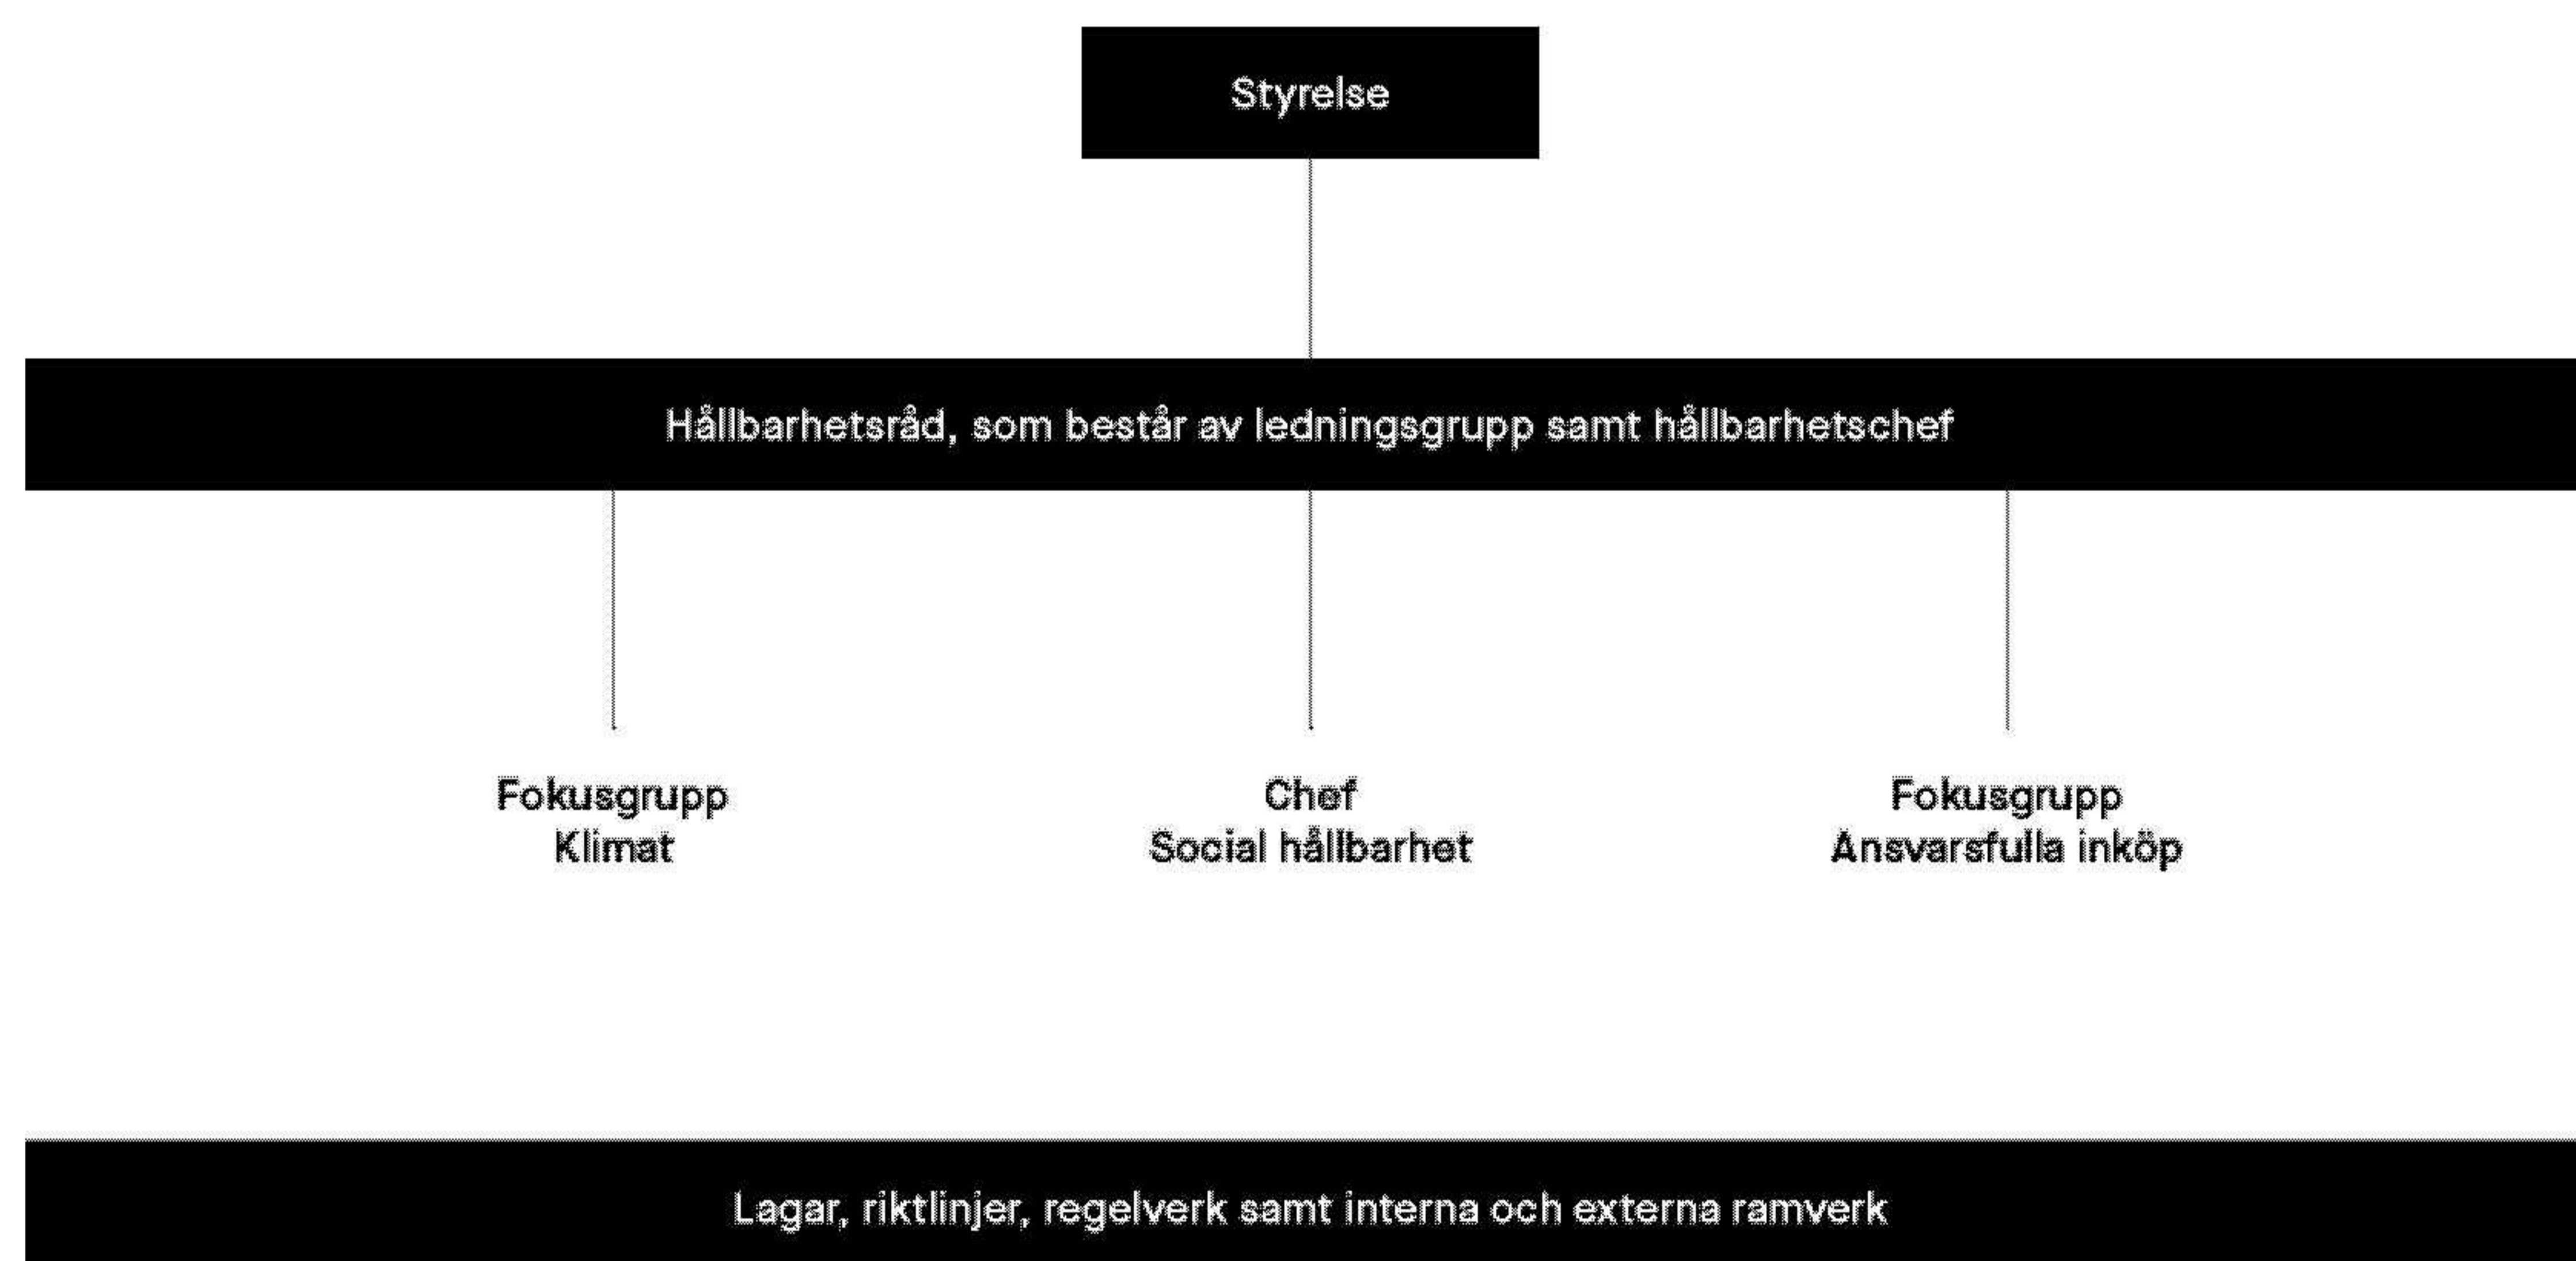 Styrelse
Hållbarhetsråd, som består av ledningsgrupp samt hållbarhetschef
Fokusgrupp
Klimat
Chef
Social hållbarhet
Fokusgrupp
Ansvarsfulla inköp
Lagar, riktlinjer, regelverk samt interna och externa ramverk